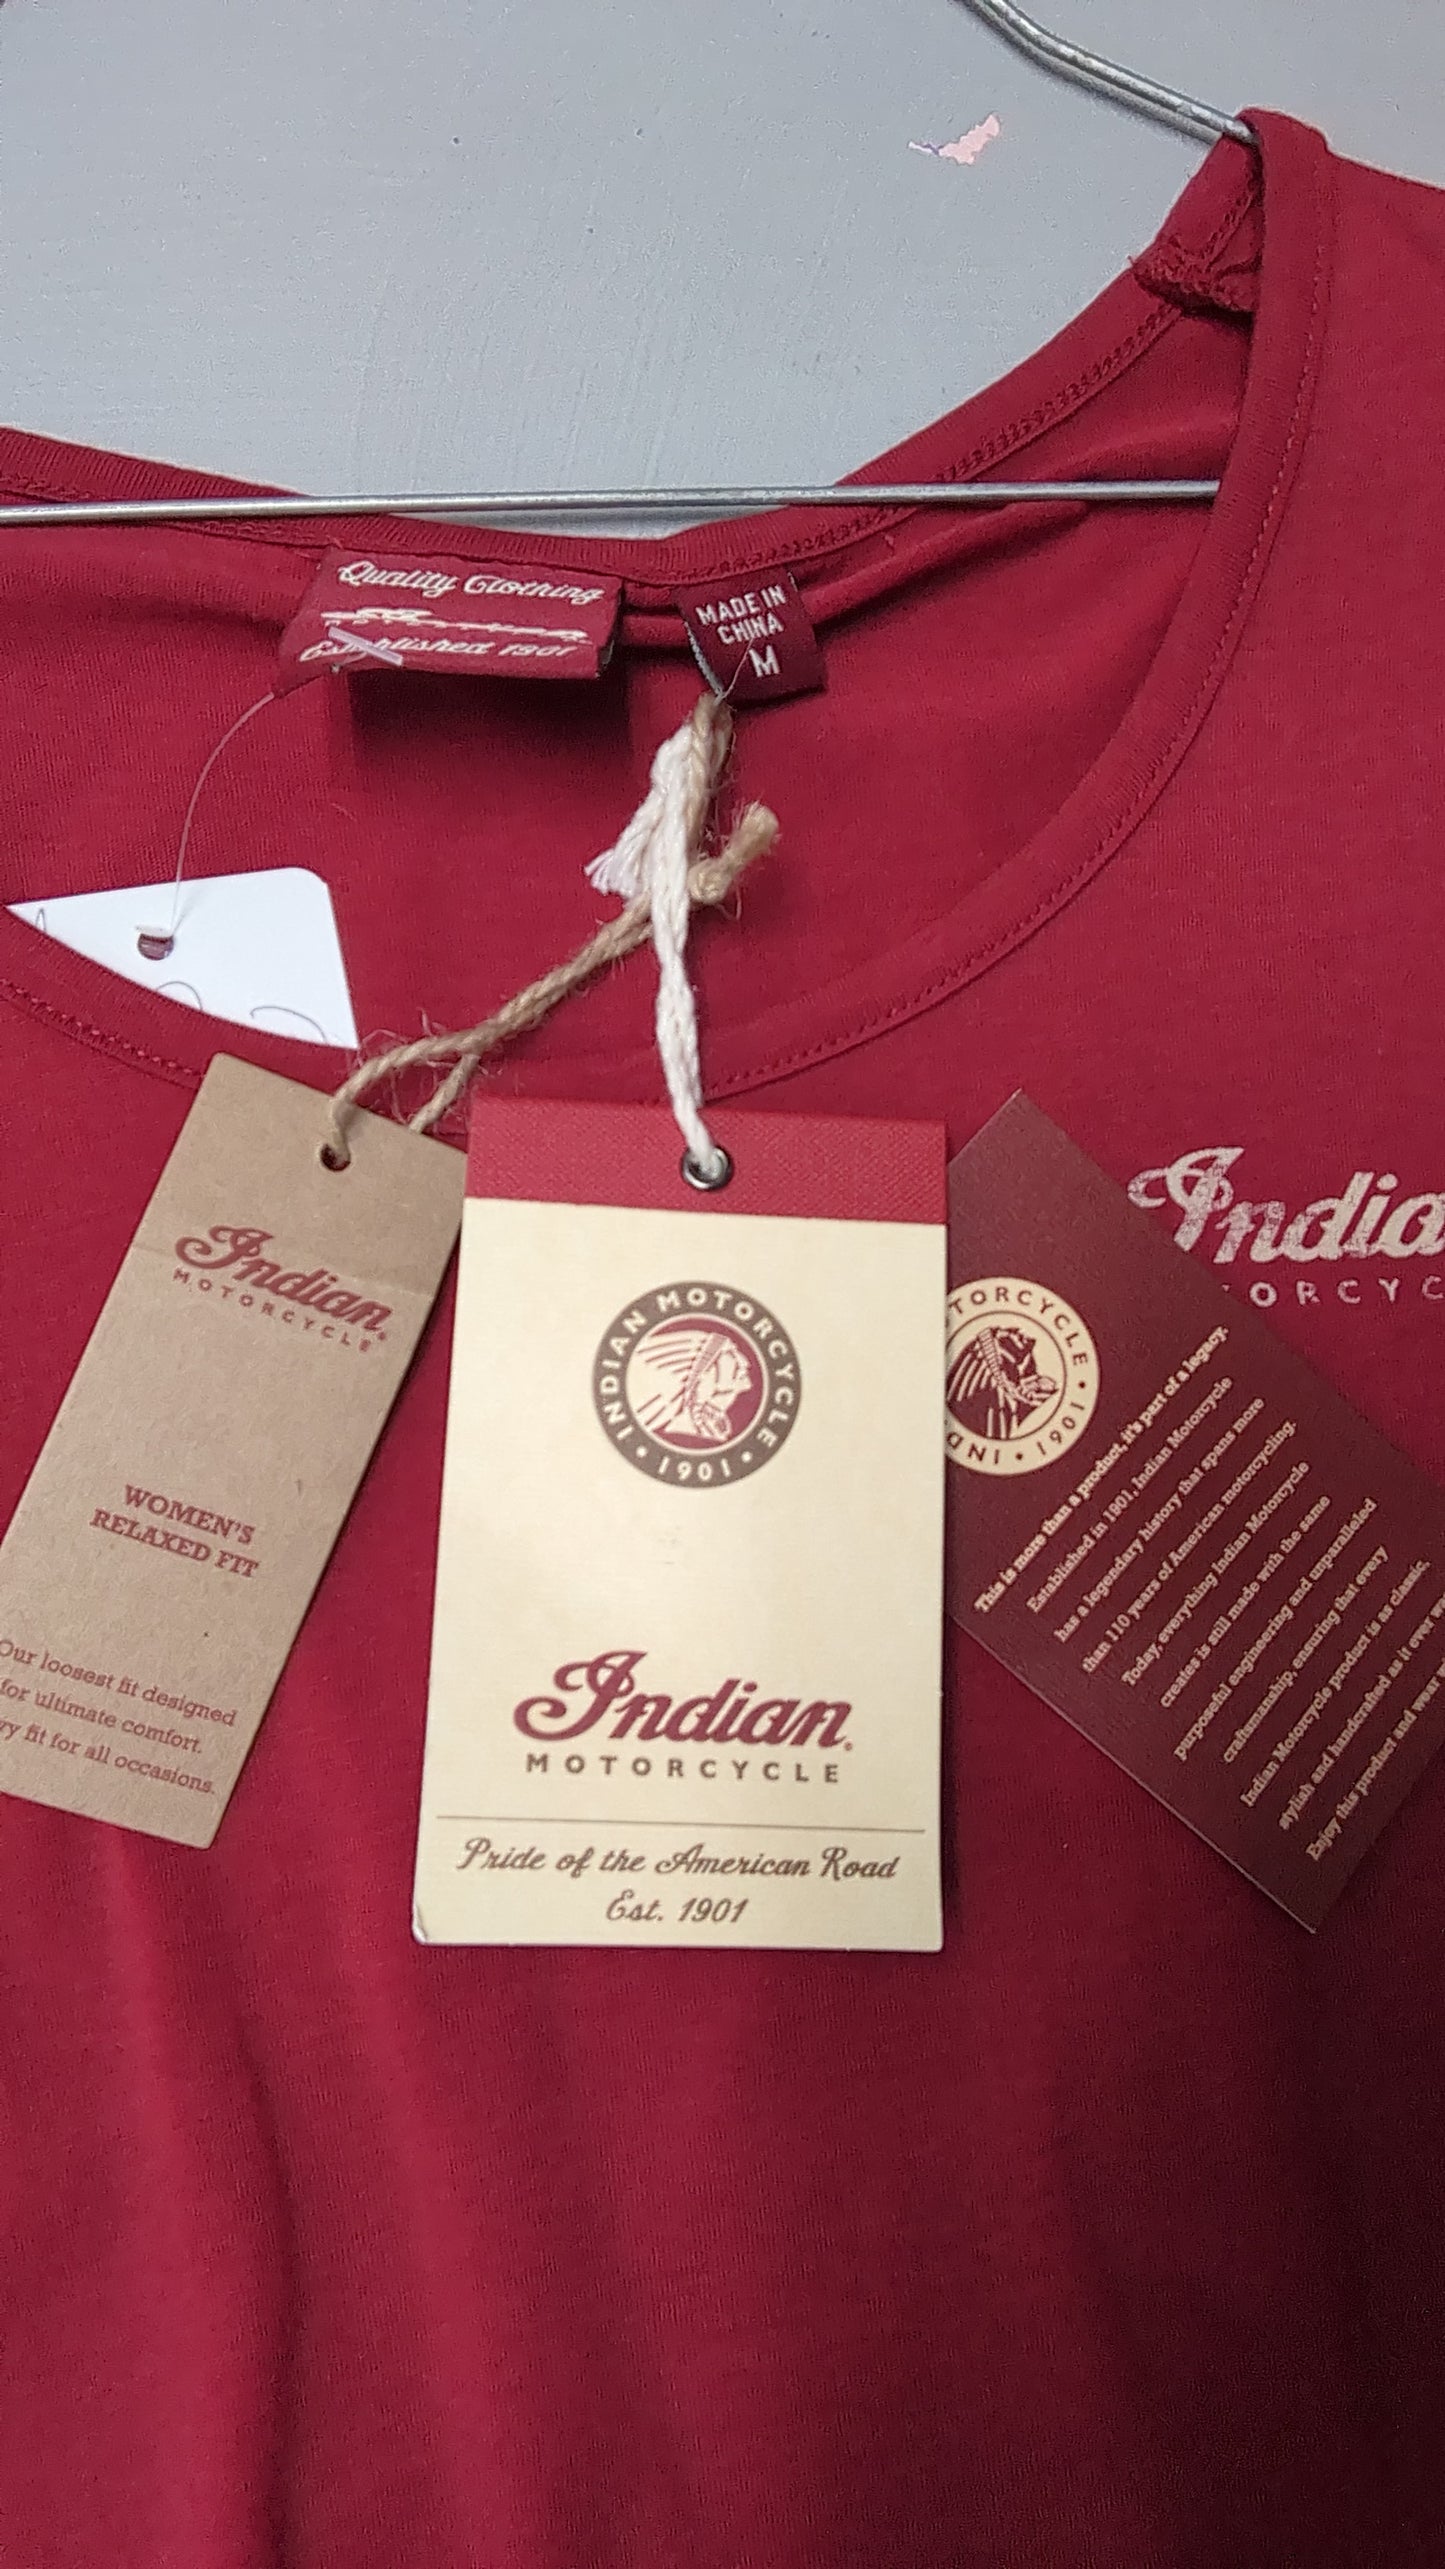 Quality Clothing
Established 1901
MADE IN
CHINA
M
Indian
MOTORCYCLE
WOMEN'S
RELAXED FIT
Our loosest fit designed
for ultimate comfort.
fit for all occasions.
INDIAN MOTORCYCLE
• 1901 •
Indian®
MOTORCYCLE
Pride of the American Road
Est. 1901
1901
This is more than a product, it's part of a legacy.
Established in 1901, Indian Motorcycle
has a legendary history that spans more
than 110 years of American motorcycling.
Today, everything Indian Motorcycle
creates is still made with the same
purposeful engineering and unparalleled
craftsmanship, ensuring that every
Indian Motorcycle product is as classic,
stylish and handcrafted as it ever
Enjoy this product and wear